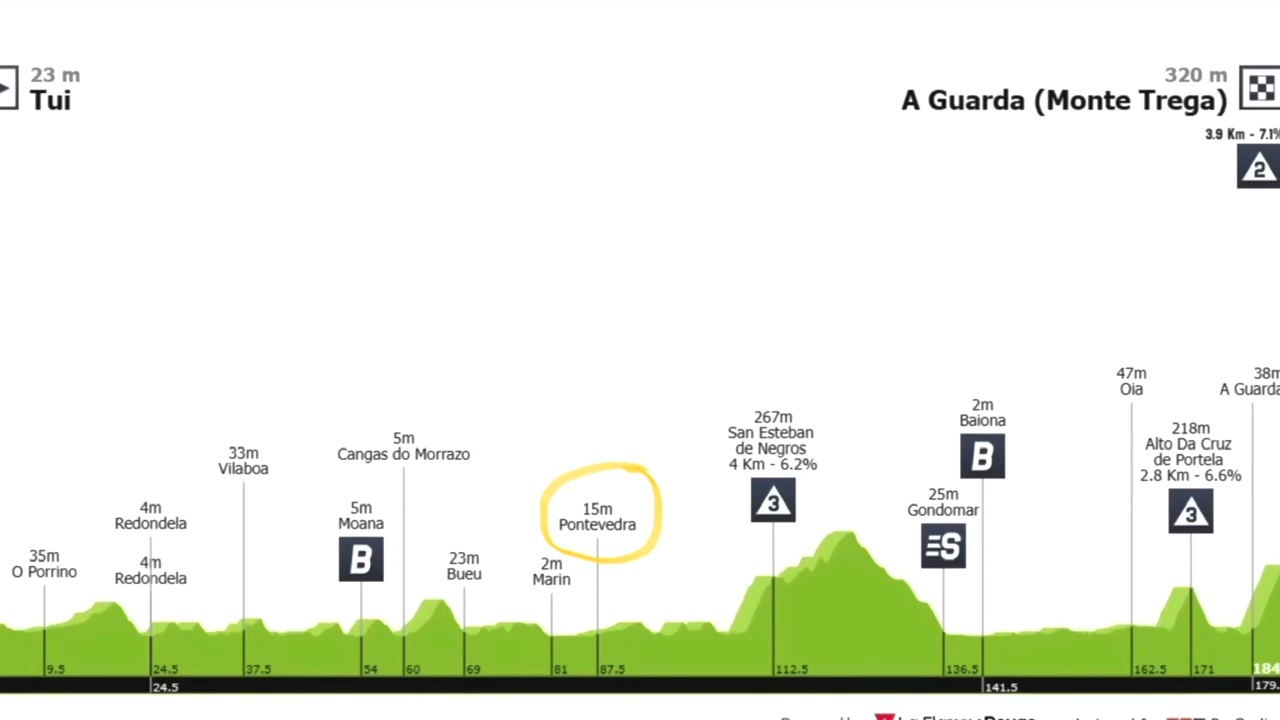 23 m
Tui
320 m
A Guarda (Monte Trega)
3.9 Km - 7.1%
2
35m
O Porrino
4m
Redondela
4m
Redondela
33m
Vilaboa
5m
Moana
B
5m
Cangas do Morrazo
23m
Bueu
2m
Marin
15m
Pontevedra
267m
San Esteban
de Negros
4 Km - 6.2%
3
25m
Gondomar
S
2m
Baiona
B
47m
Oia
218m
Alto Da Cruz
de Portela
2.8 Km - 6.6%
3
38m
A Guarda
9.5
24.5
37.5
54
60
69
81
87.5
112.5
136.5
162.5
171
184
24.5
141.5
179.